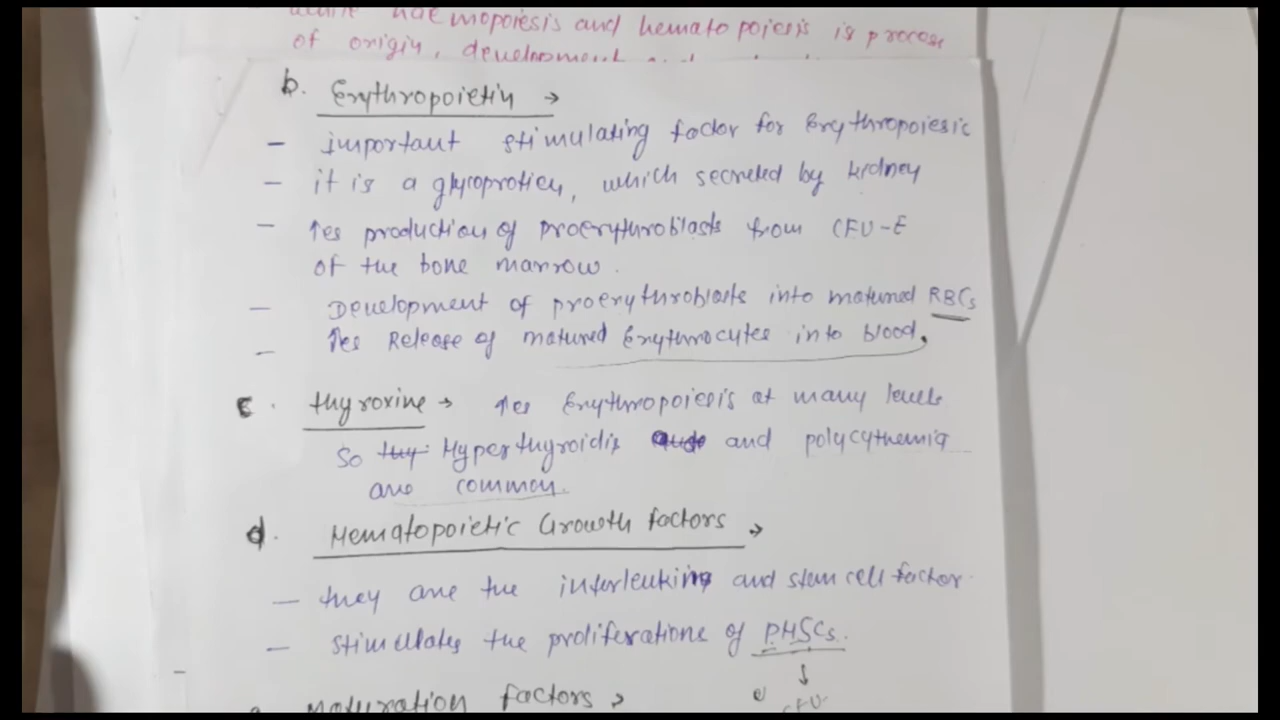 haemopoiesis and hematopoiesis is process
of origin, development and
b. Erythropoietin →
- important stimulating factor for Erythropoiesis
- it is a glycoprotien, which secreted by kidney
- ↑es production of proerythroblasts from CFU-E
of the bone marrow.
- Development of proerythroblasts into matured RBCs
- ↑es Release of matured Erythrocytes into blood.
c. thyroxine → ↑es Erythropoiesis at many levels
So thy Hyperthyroidis and polycythemia
are common.
d. Hematopoietic Growth factors →
- they are the interleukins and stem cell factor.
- stimulates the proliferatione of PHSCs.
↓
maturation factors →
CFU-